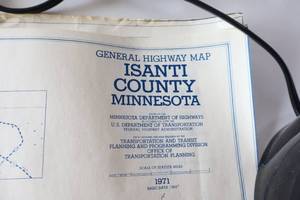 GENERAL HIGHWAY MAP
ISANTI
COUNTY
MINNESOTA
MINNESOTA DEPARTMENT OF HIGHWAYS
U.S. DEPARTMENT OF TRANSPORTATION
FEDERAL HIGHWAY ADMINISTRATION
TRANSPORTATION AND TRANSIT
PLANNING AND PROGRAMMING DIVISION
OFFICE OF
TRANSPORTATION PLANNING
SCALE OF STATUTE MILES
1971